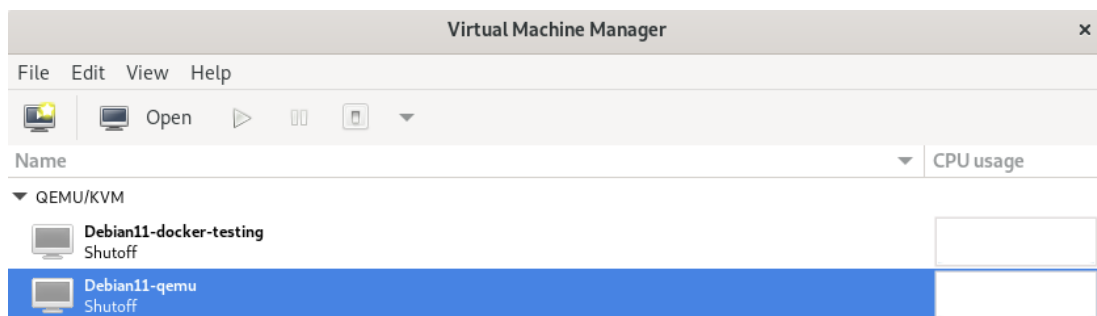 Virtual Machine Manager ×
File Edit View Help
Open
Name CPU usage
QEMU/KVM
Debian11-docker-testing
Shutoff
Debian11-qemu
Shutoff